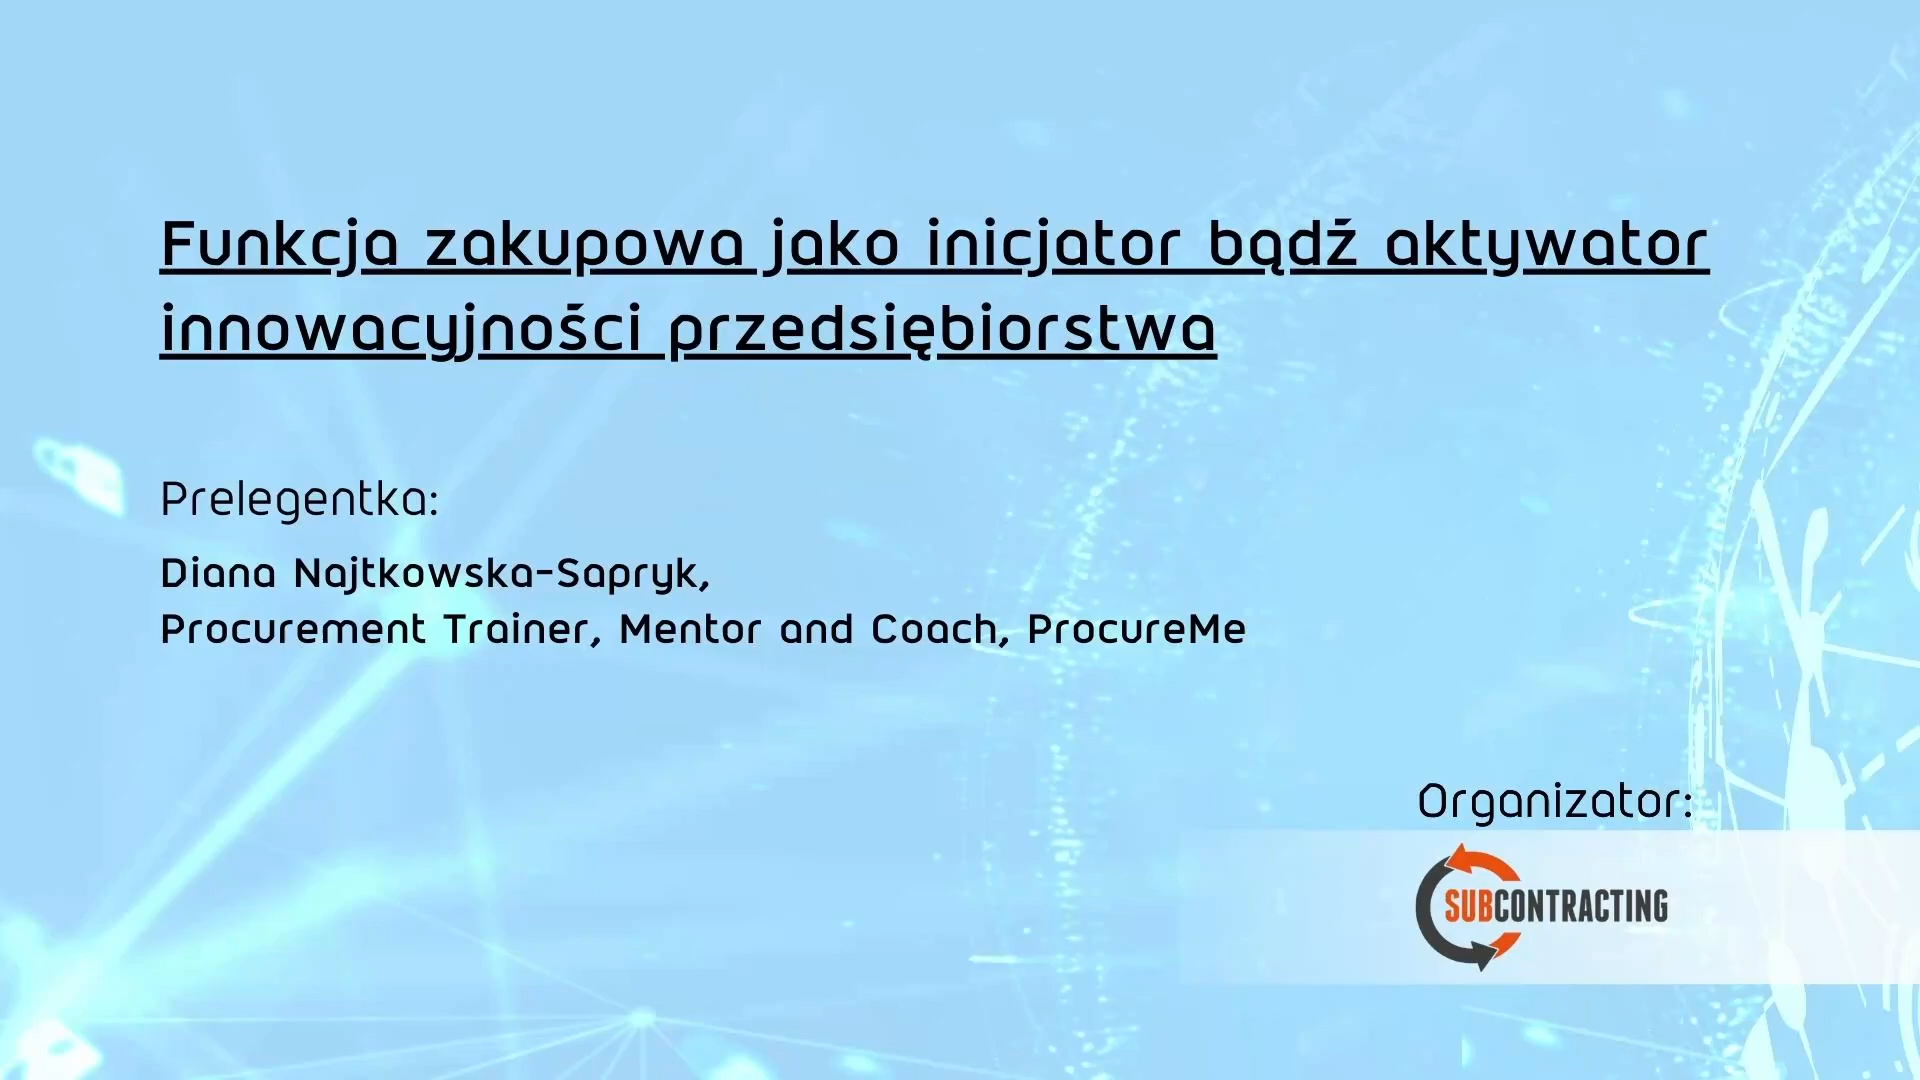 Funkcja zakupowa jako inicjator bądź aktywator
innowacyjności przedsiębiorstwa
Prelegentka:
Diana Najtkowska-Sapryk,
Procurement Trainer, Mentor and Coach, ProcureMe
Organizator:
SUBCONTRACTING